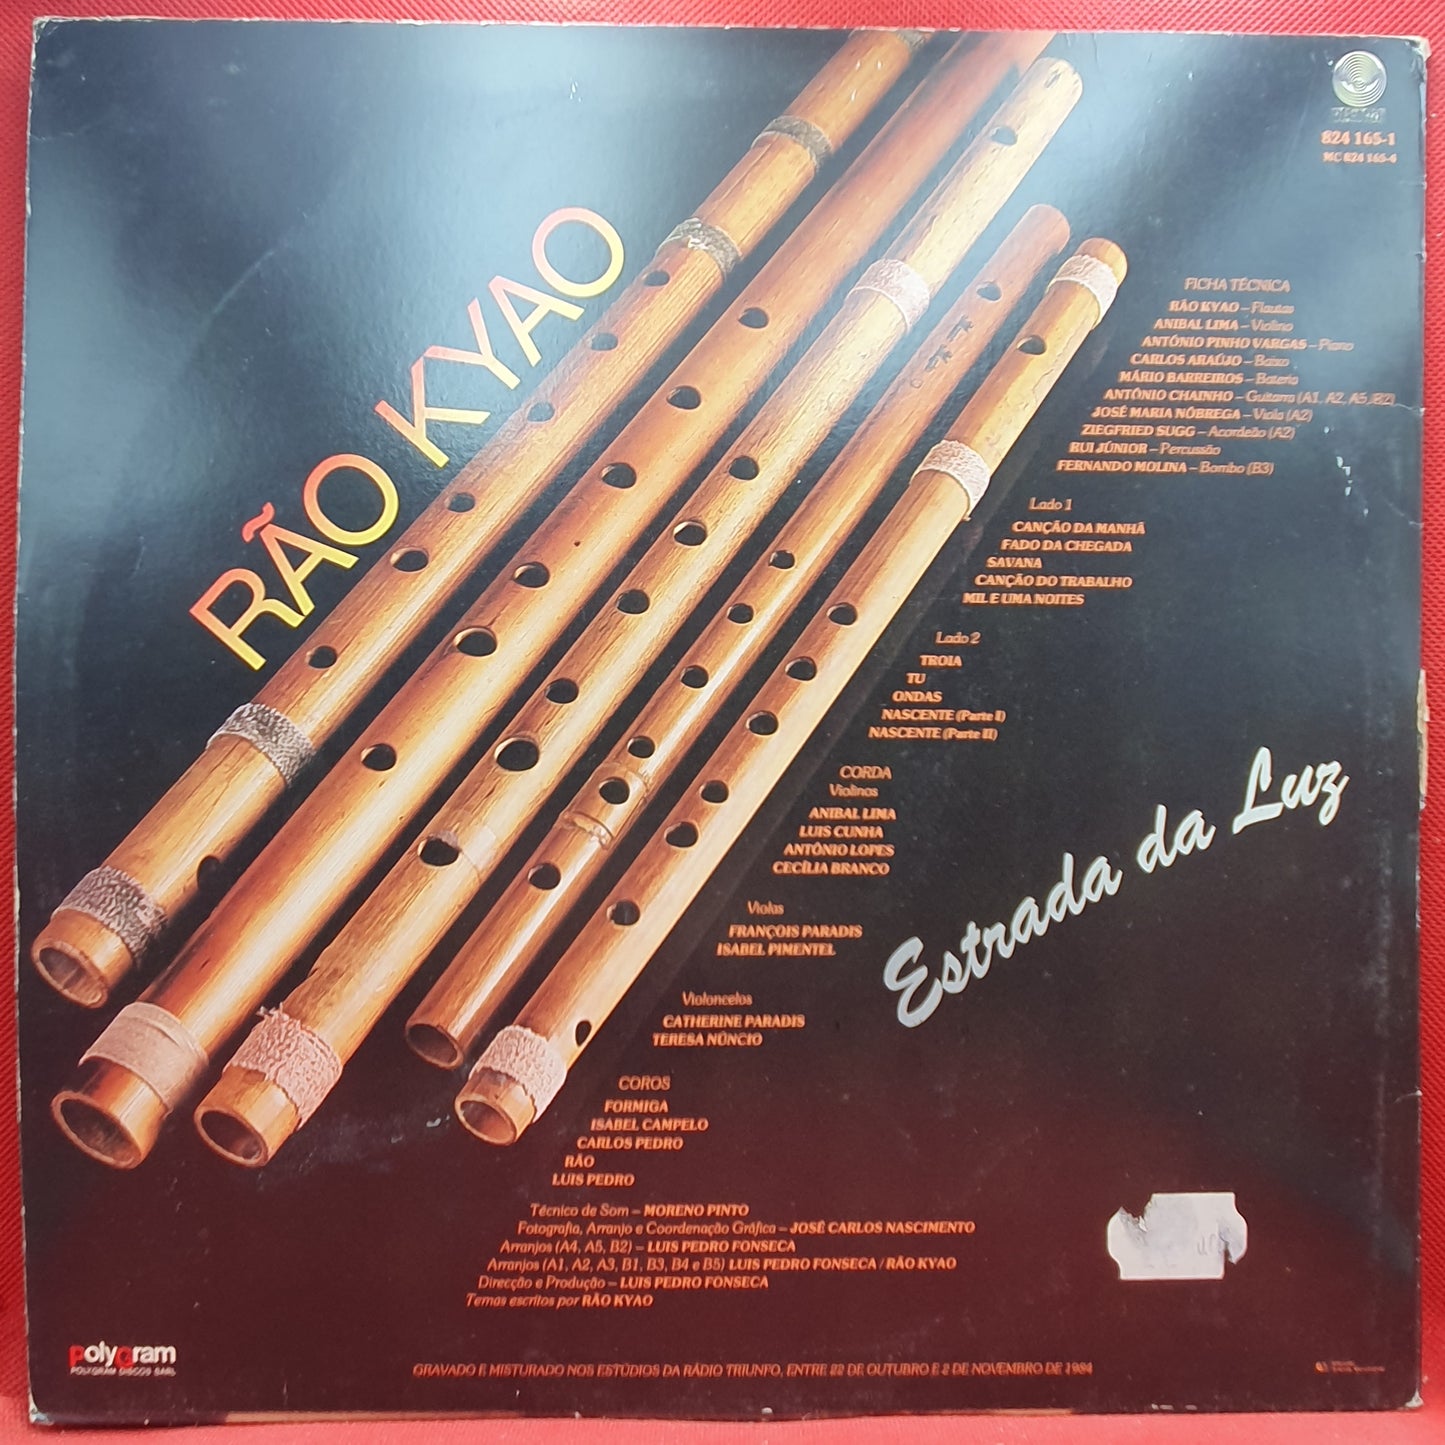 824 165-1
MC 824 165-4
RÃO KYAO
FICHA TÉCNICA
RÃO KYAO – Flautas
ANIBAL LIMA – Violino
ANTÓNIO PINHO VARGAS – Piano
CARLOS ARAÚJO – Baixo
MÁRIO BARREIROS – Bateria
ANTÓNIO CHAINHO – Guitarra (A1, A2, A5, B2)
JOSÉ MARIA NÓBREGA – Viola (A2)
ZIEGFRIED SUGG – Acordeão (A2)
RUI JÚNIOR – Percussão
FERNANDO MOLINA – Bombo (B3)
Lado 1
CANÇÃO DA MANHÃ
FADO DA CHEGADA
SAVANA
CANÇÃO DO TRABALHO
MIL E UMA NOITES
Lado 2
TROIA
TU
ONDAS
NASCENTE (Parte I)
NASCENTE (Parte II)
CORDA
Violinos
ANIBAL LIMA
LUIS CUNHA
ANTÓNIO LOPES
CECÍLIA BRANCO
Violas
FRANÇOIS PARADIS
ISABEL PIMENTEL
Violoncelos
CATHERINE PARADIS
TERESA NÚNCIO
COROS
FORMIGA
ISABEL CAMPELO
CARLOS PEDRO
RÃO
LUIS PEDRO
Estrada da Luz
Técnico de Som – MORENO PINTO
Fotografia, Arranjo e Coordenação Gráfica – JOSÉ CARLOS NASCIMENTO
Arranjos (A4, A5, B2) – LUIS PEDRO FONSECA
Arranjos (A1, A2, A3, B1, B3, B4 e B5) LUIS PEDRO FONSECA / RÃO KYAO
Direcção e Produção – LUIS PEDRO FONSECA
Temas escritos por RÃO KYAO
polygram
POLYGRAM DISCOS SARL
GRAVADO E MISTURADO NOS ESTÚDIOS DA RÁDIO TRIUNFO, ENTRE 22 DE OUTUBRO E 2 DE NOVEMBRO DE 1984